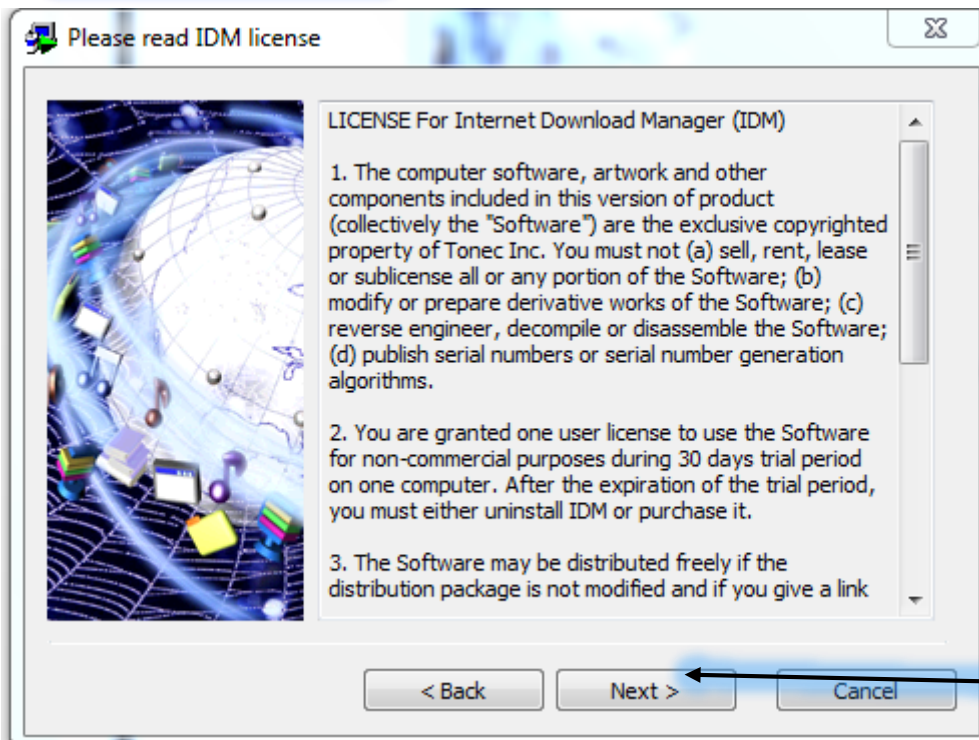 Please read IDM license
LICENSE For Internet Download Manager (IDM)
1. The computer software, artwork and other
components included in this version of product
(collectively the "Software") are the exclusive copyrighted
property of Tonec Inc. You must not (a) sell, rent, lease
or sublicense all or any portion of the Software; (b)
modify or prepare derivative works of the Software; (c)
reverse engineer, decompile or disassemble the Software;
(d) publish serial numbers or serial number generation
algorithms.
2. You are granted one user license to use the Software
for non-commercial purposes during 30 days trial period
on one computer. After the expiration of the trial period,
you must either uninstall IDM or purchase it.
3. The Software may be distributed freely if the
distribution package is not modified and if you give a link
< Back Next > Cancel